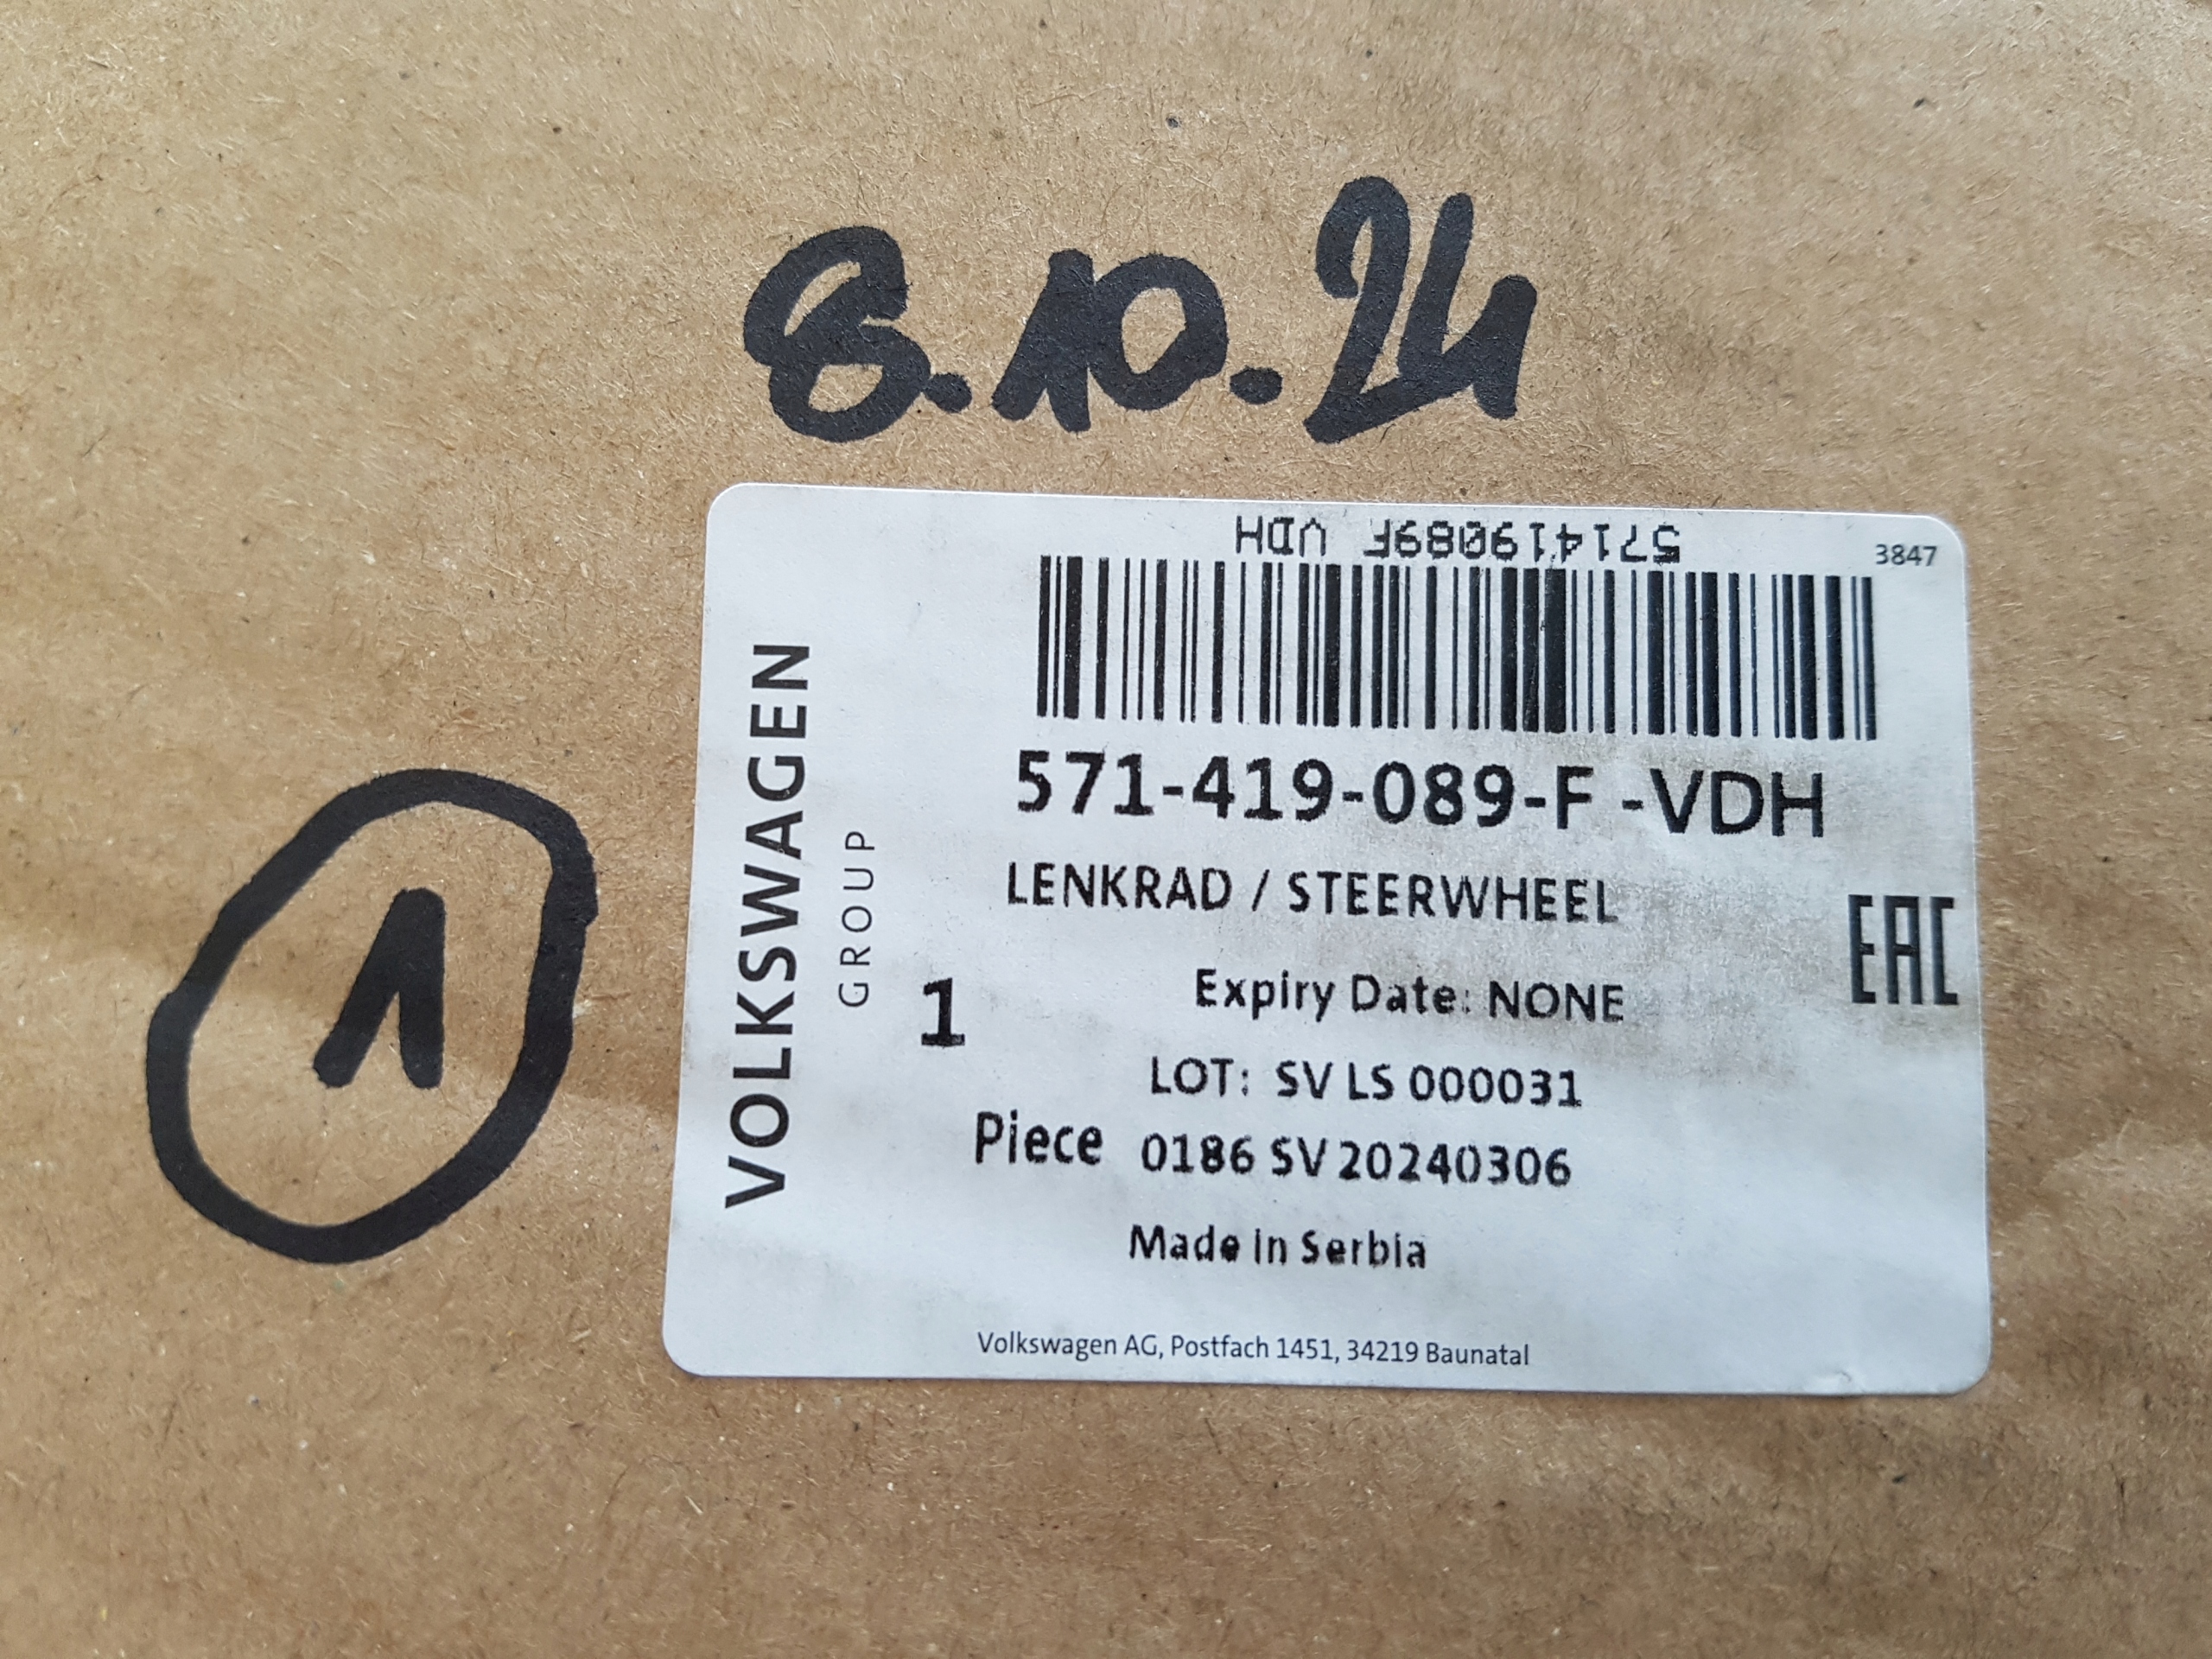 8.10.24
1
571419089F VDH
3847
VOLKSWAGEN
GROUP
571-419-089-F -VDH
LENKRAD / STEERWHEEL
EAC
Expiry Date: NONE
1
LOT: SV LS 000031
Piece 0186 SV 20240306
Made in Serbia
Volkswagen AG, Postfach 1451, 34219 Baunatal